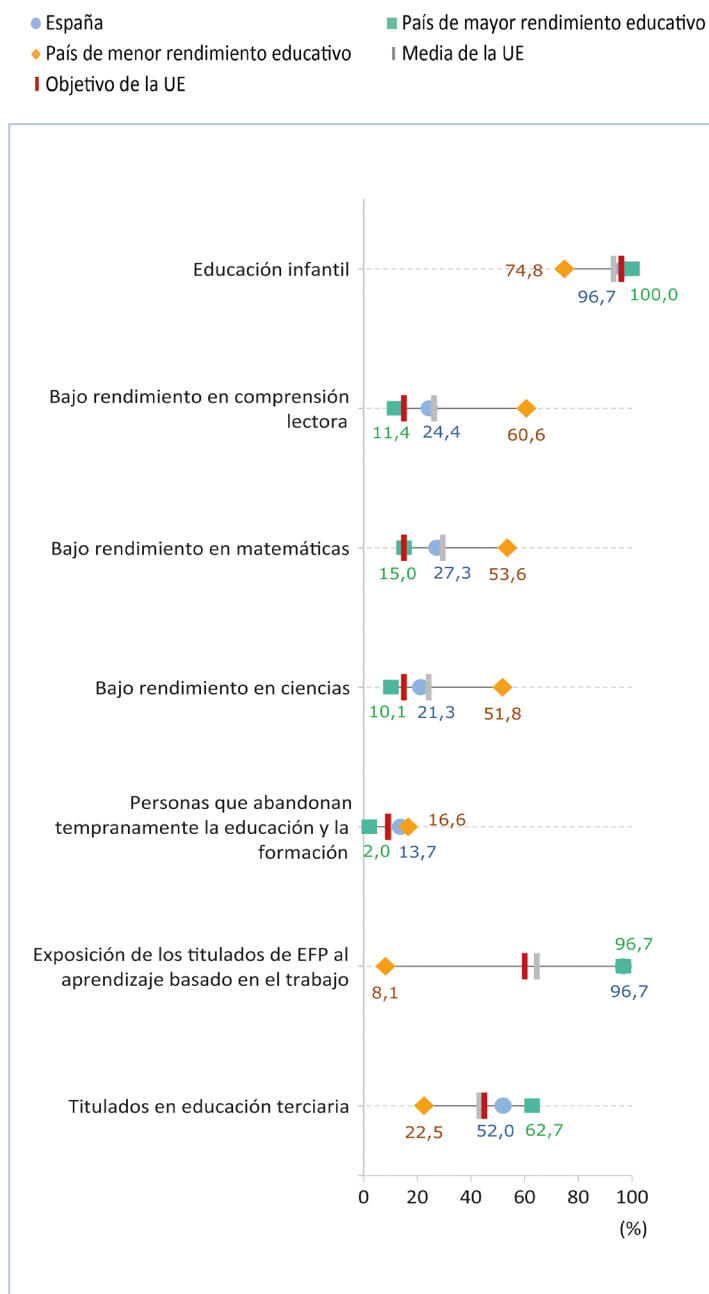 España
País de mayor rendimiento educativo
País de menor rendimiento educativo
Media de la UE
Objetivo de la UE
Educación infantil
74,8
96,7
100,0
Bajo rendimiento en comprensión
lectora
11,4
24,4
60,6
Bajo rendimiento en matemáticas
15,0
27,3
53,6
Bajo rendimiento en ciencias
10,1
21,3
51,8
Personas que abandonan
tempranamente la educación y la
formación
16,6
2,0
13,7
Exposición de los titulados de EFP al
aprendizaje basado en el trabajo
96,7
8,1
96,7
Titulados en educación terciaria
22,5
52,0
62,7
0
20
40
60
80
100
(%)